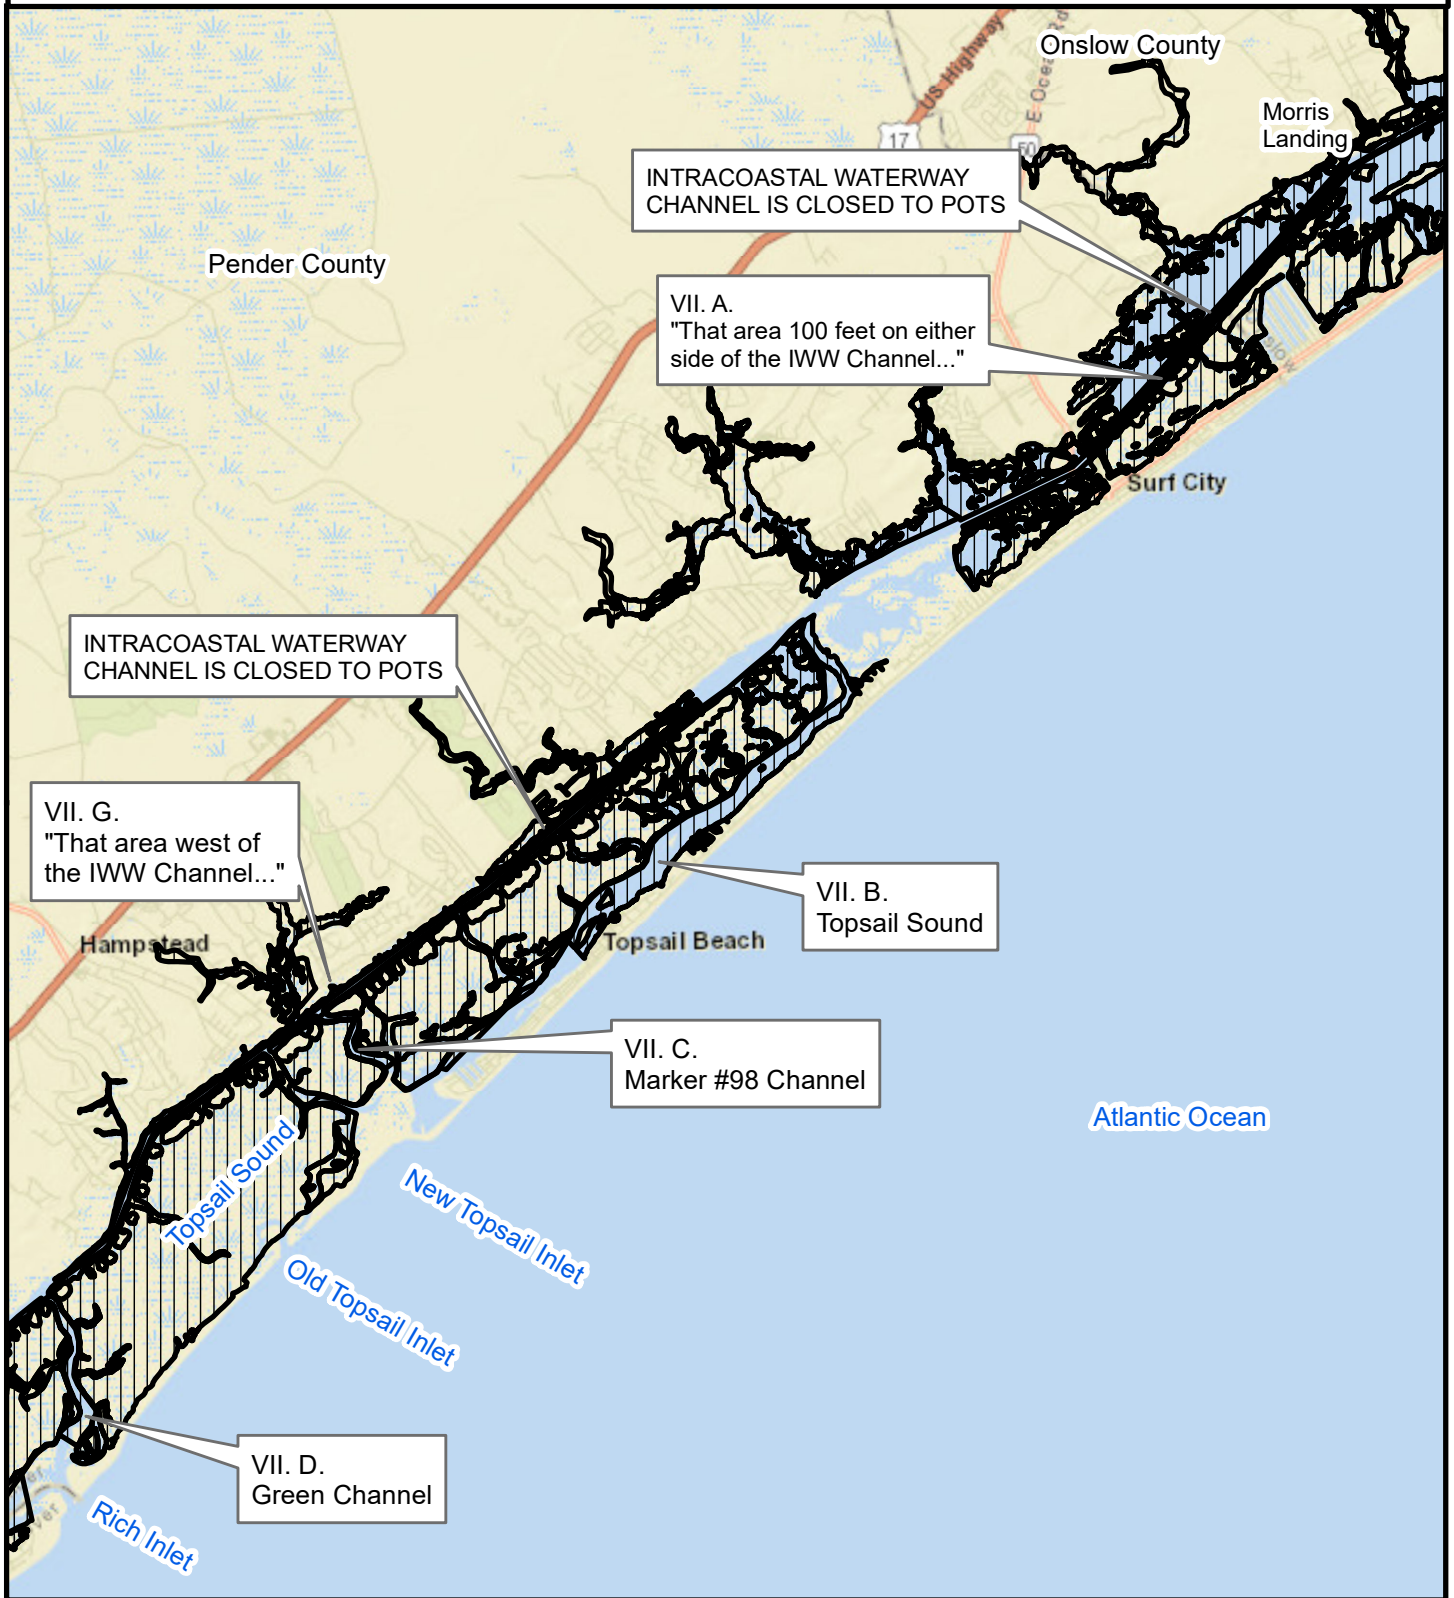 Onslow County
US Highway
E Ocean Rd
17
50
Morris
Landing
INTRACOASTAL WATERWAY
CHANNEL IS CLOSED TO POTS
Pender County
VII. A.
"That area 100 feet on either
side of the IWW Channel..."
Surf City
INTRACOASTAL WATERWAY
CHANNEL IS CLOSED TO POTS
VII. G.
"That area west of
the IWW Channel..."
VII. B.
Topsail Sound
Hampstead
Topsail Beach
VII. C.
Marker #98 Channel
Atlantic Ocean
Topsail Sound
New Topsail Inlet
Old Topsail Inlet
VII. D.
Green Channel
Rich Inlet